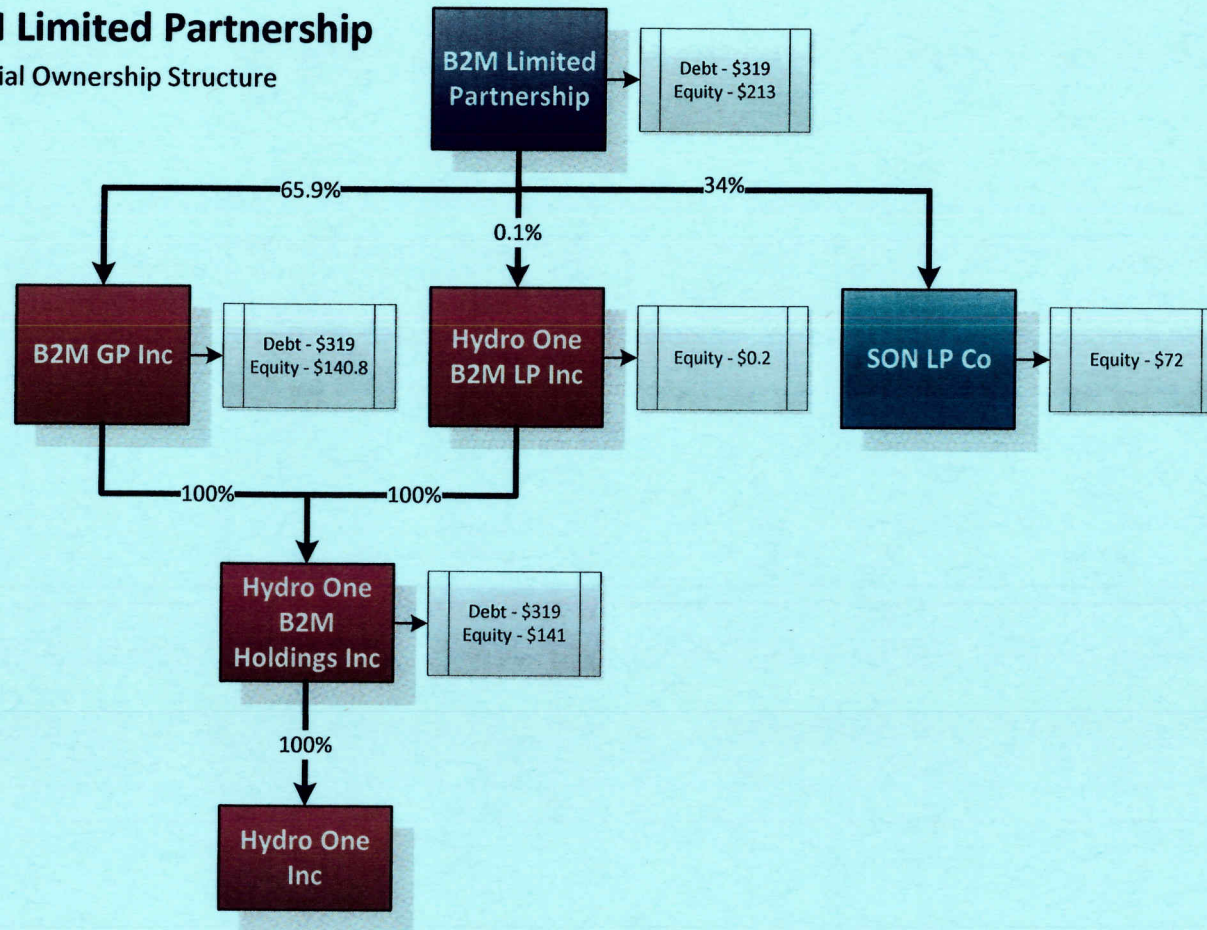 Limited Partnership
ial Ownership Structure
B2M Limited
Partnership
Debt - $319
Equity - $213
65.9%
34%
0.1%
B2M GP Inc
Debt - $319
Equity - $140.8
Hydro One
B2M LP Inc
Equity - $0.2
SON LP Co
Equity - $72
100%
100%
Hydro One
B2M
Holdings Inc
Debt - $319
Equity - $141
100%
Hydro One
Inc